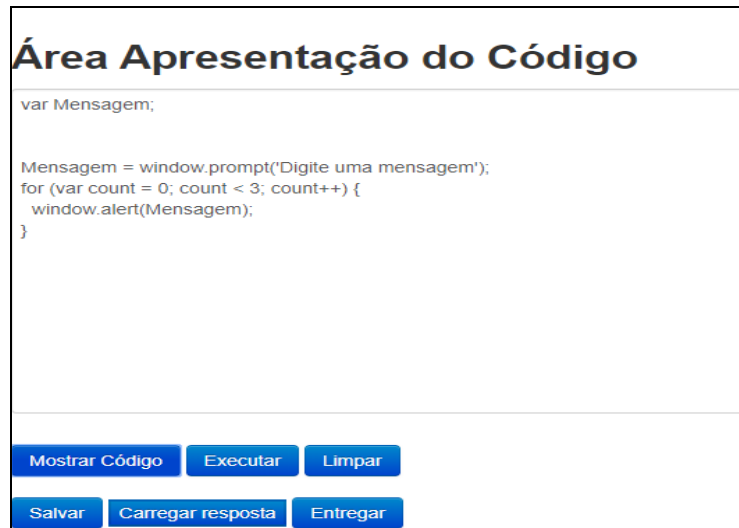 Área Apresentação do Código
var Mensagem;
Mensagem = window.prompt('Digite uma mensagem');
for (var count = 0; count < 3; count++) {
  window.alert(Mensagem);
}
Mostrar Código Executar Limpar
Salvar Carregar resposta Entregar